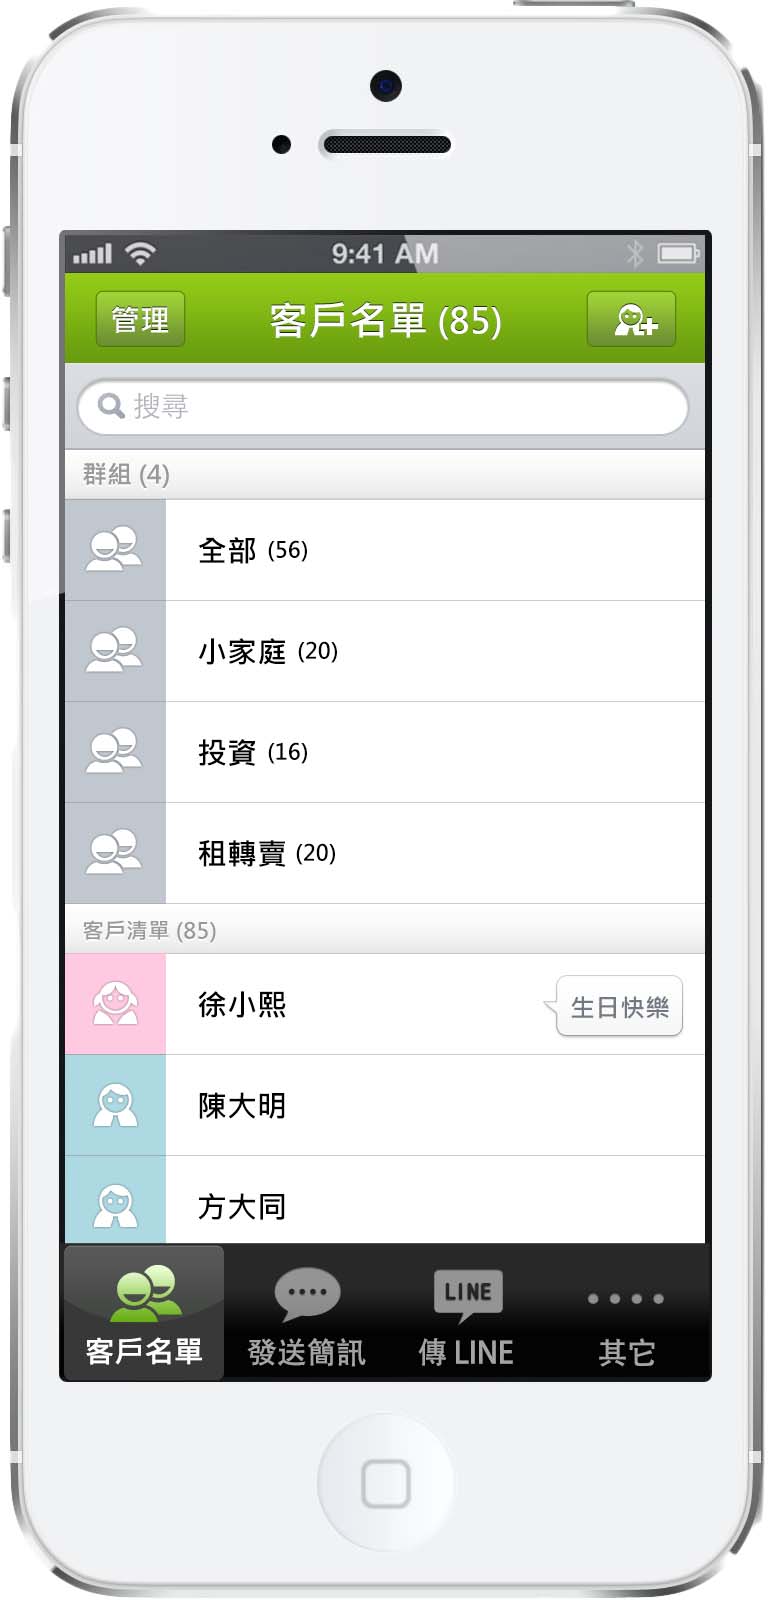 9:41 AM
管理
客戶名單 (85)
搜尋
群組 (4)
全部 (56)
小家庭 (20)
投資 (16)
租轉賣 (20)
客戶清單 (85)
徐小熙
生日快樂
陳大明
方大同
LINE
客戶名單
發送簡訊
傳 LINE
其它